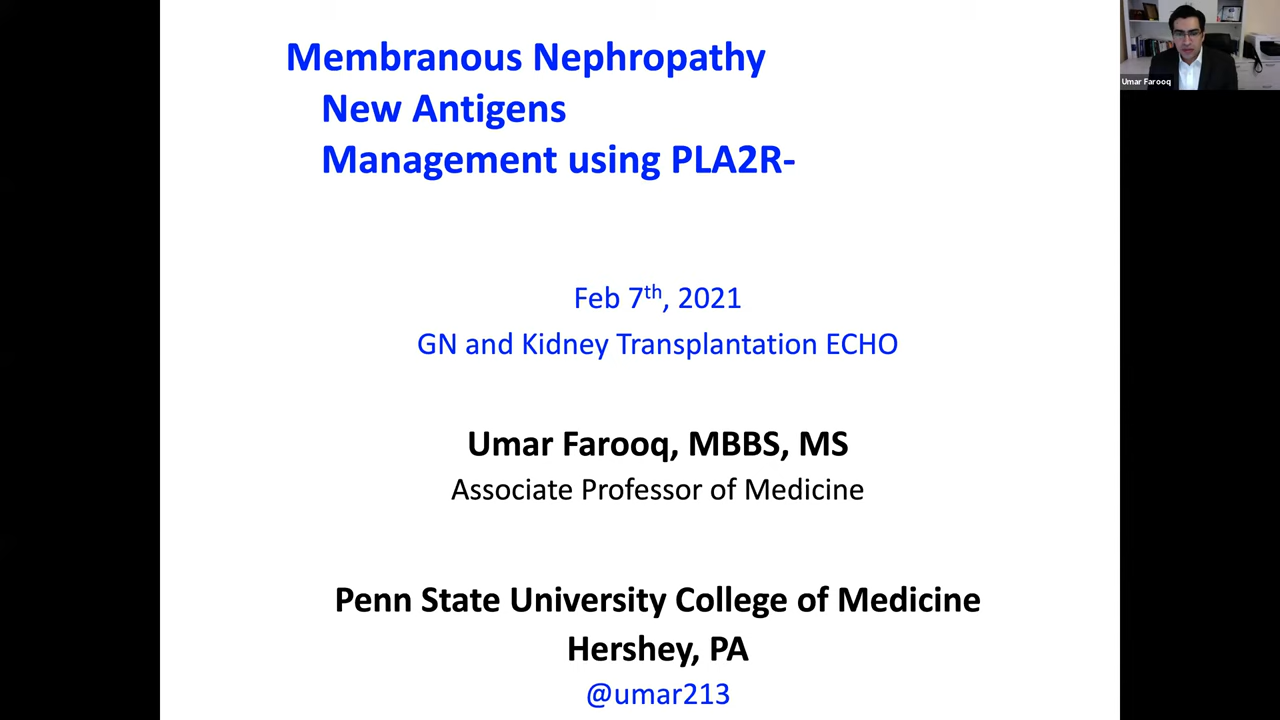 Membranous Nephropathy
New Antigens
Management using PLA2R-
Feb 7th, 2021
GN and Kidney Transplantation ECHO
Umar Farooq, MBBS, MS
Associate Professor of Medicine
Penn State University College of Medicine
Hershey, PA
@umar213
Umar Farooq